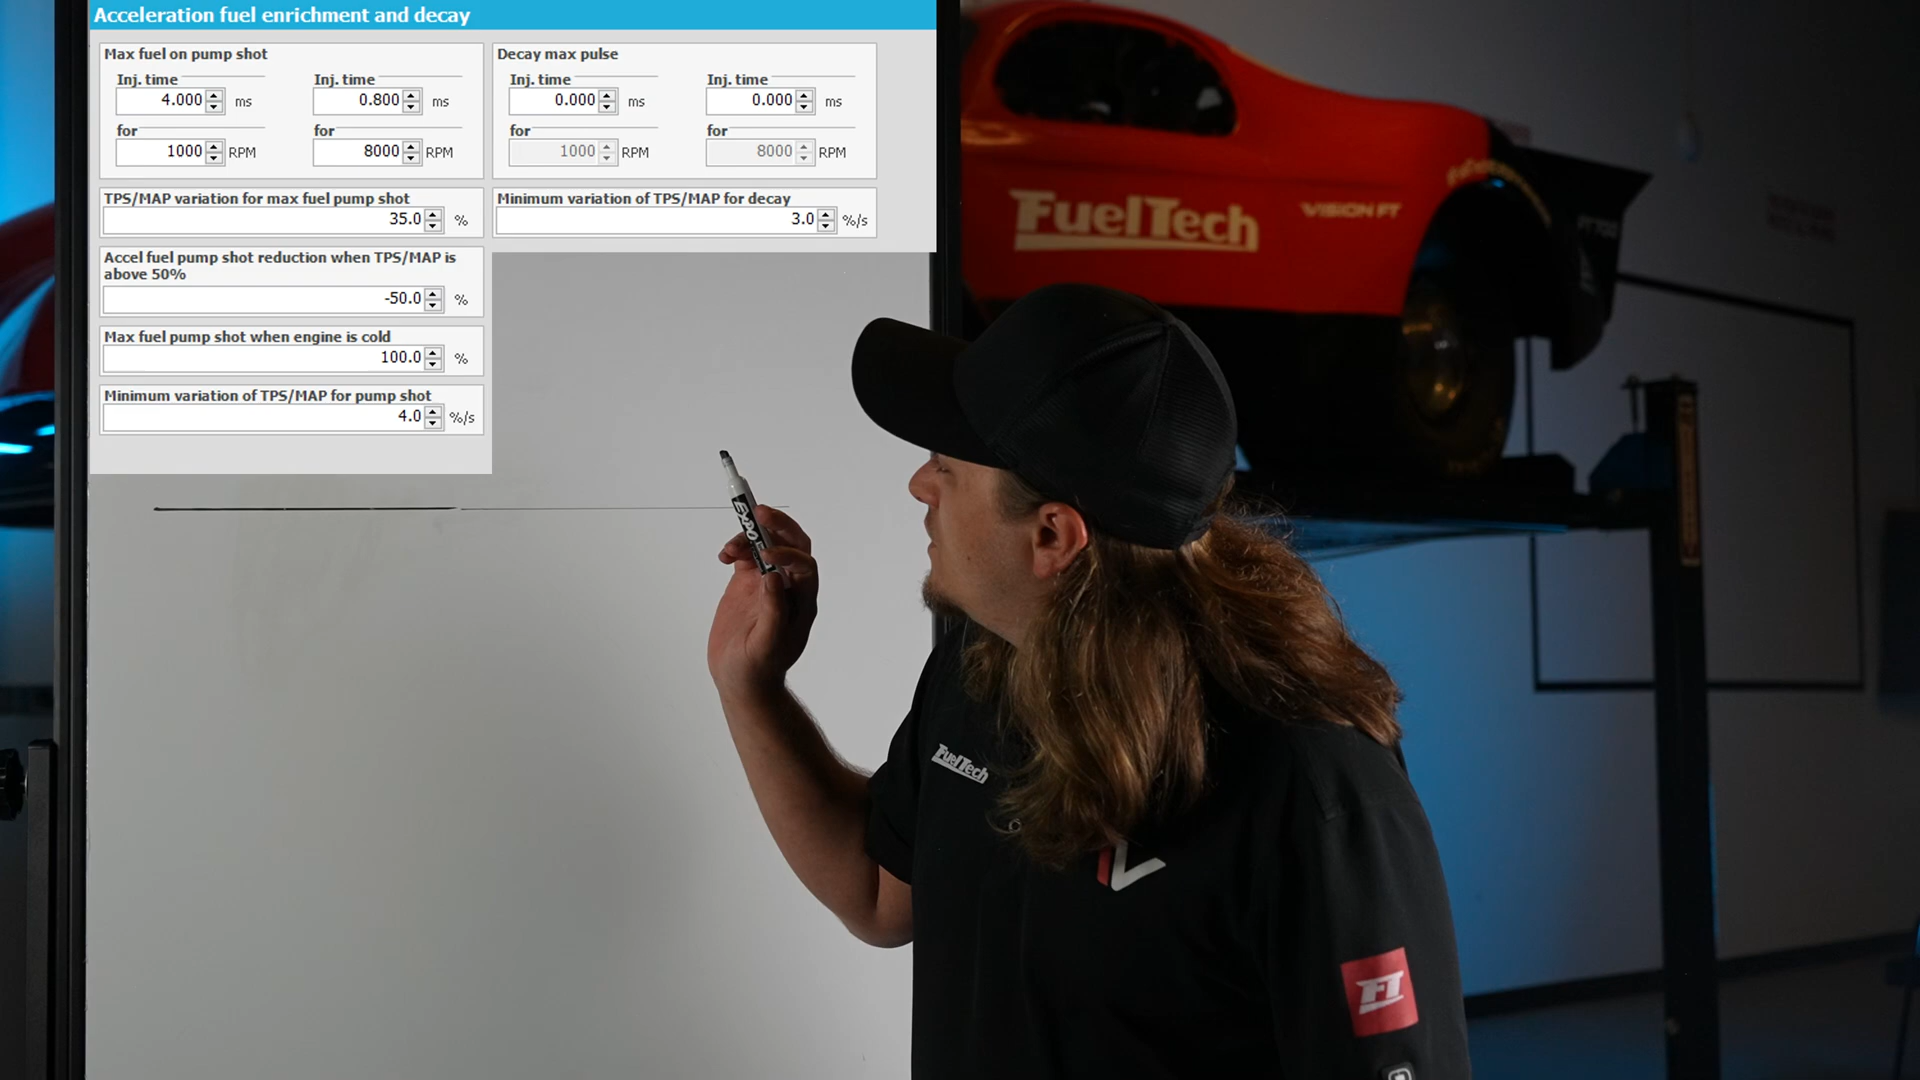 Acceleration fuel enrichment and decay
Max fuel on pump shot
Inj. time Inj. time
4.000 ms 0.800 ms
for for
1000 RPM 8000 RPM
Decay max pulse
Inj. time Inj. time
0.000 ms 0.000 ms
for for
1000 RPM 8000 RPM
TPS/MAP variation for max fuel pump shot
35.0 %
Minimum variation of TPS/MAP for decay
3.0 %/s
Accel fuel pump shot reduction when TPS/MAP is
above 50%
-50.0 %
Max fuel pump shot when engine is cold
100.0 %
Minimum variation of TPS/MAP for pump shot
4.0 %/s
FuelTech
VISION FT
EXPO
FuelTech
FT